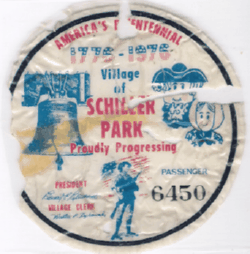 AMERICA'S BICENTENNIAL
1776-1976
Village
of
SCHILLER
PARK
Proudly Progressing
PASSENGER
6450
PRESIDENT
VILLAGE CLERK